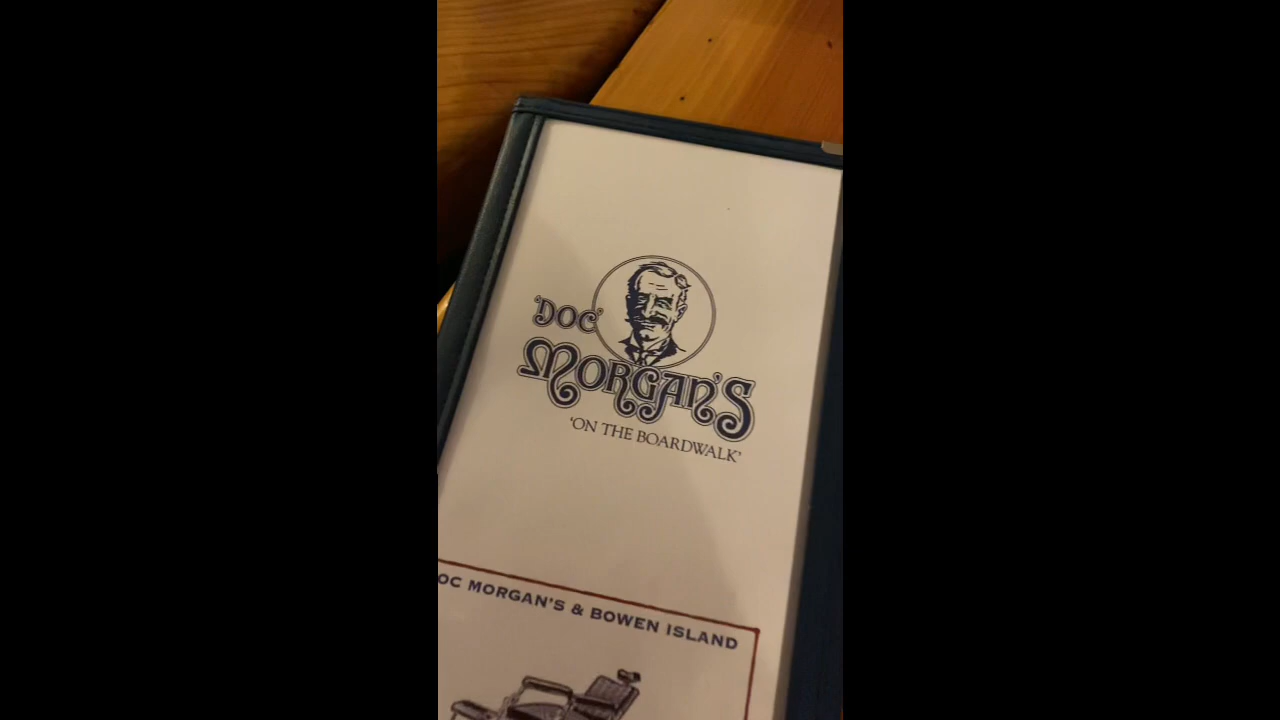 'DOC'
MORGAN'S
'ON THE BOARDWALK'
OC MORGAN'S & BOWEN ISLAND